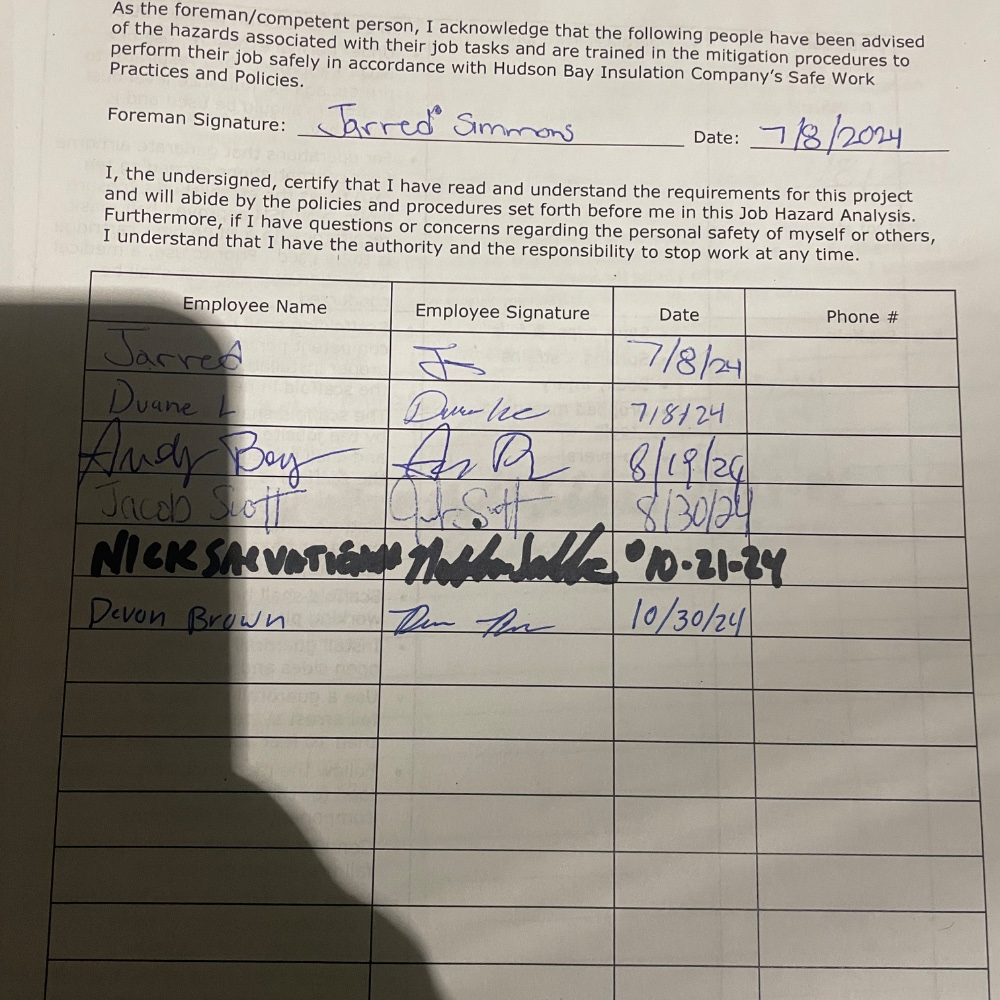 As the foreman/competent person, I acknowledge that the following people have been advised
of the hazards associated with their job tasks and are trained in the mitigation procedures to
perform their job safely in accordance with Hudson Bay Insulation Company's Safe Work
Practices and Policies.
Foreman Signature: Jarred Simmons Date: 7/8/2024
I, the undersigned, certify that I have read and understand the requirements for this project
and will abide by the policies and procedures set forth before me in this Job Hazard Analysis.
Furthermore, if I have questions or concerns regarding the personal safety of myself or others,
I understand that I have the authority and the responsibility to stop work at any time.
Employee Name Employee Signature Date Phone #
Jarred 7/8/24
Duane L 7/8/24
Andy Bay 8/19/24
Jacob Scott 8/30/24
NICK 10-21-24
Devon Brown 10/30/24